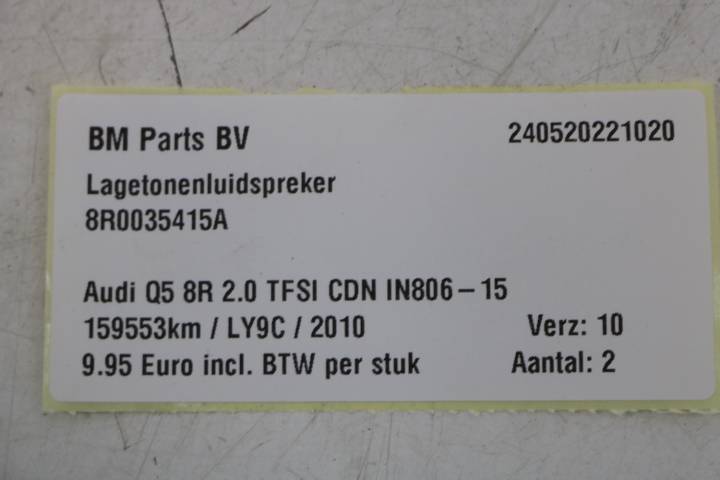 BM Parts BV 240520221020
Lagetonenluidspreker
8R0035415A
Audi Q5 8R 2.0 TFSI CDN IN806-15
159553km / LY9C / 2010 Verz: 10
9.95 Euro incl. BTW per stuk Aantal: 2